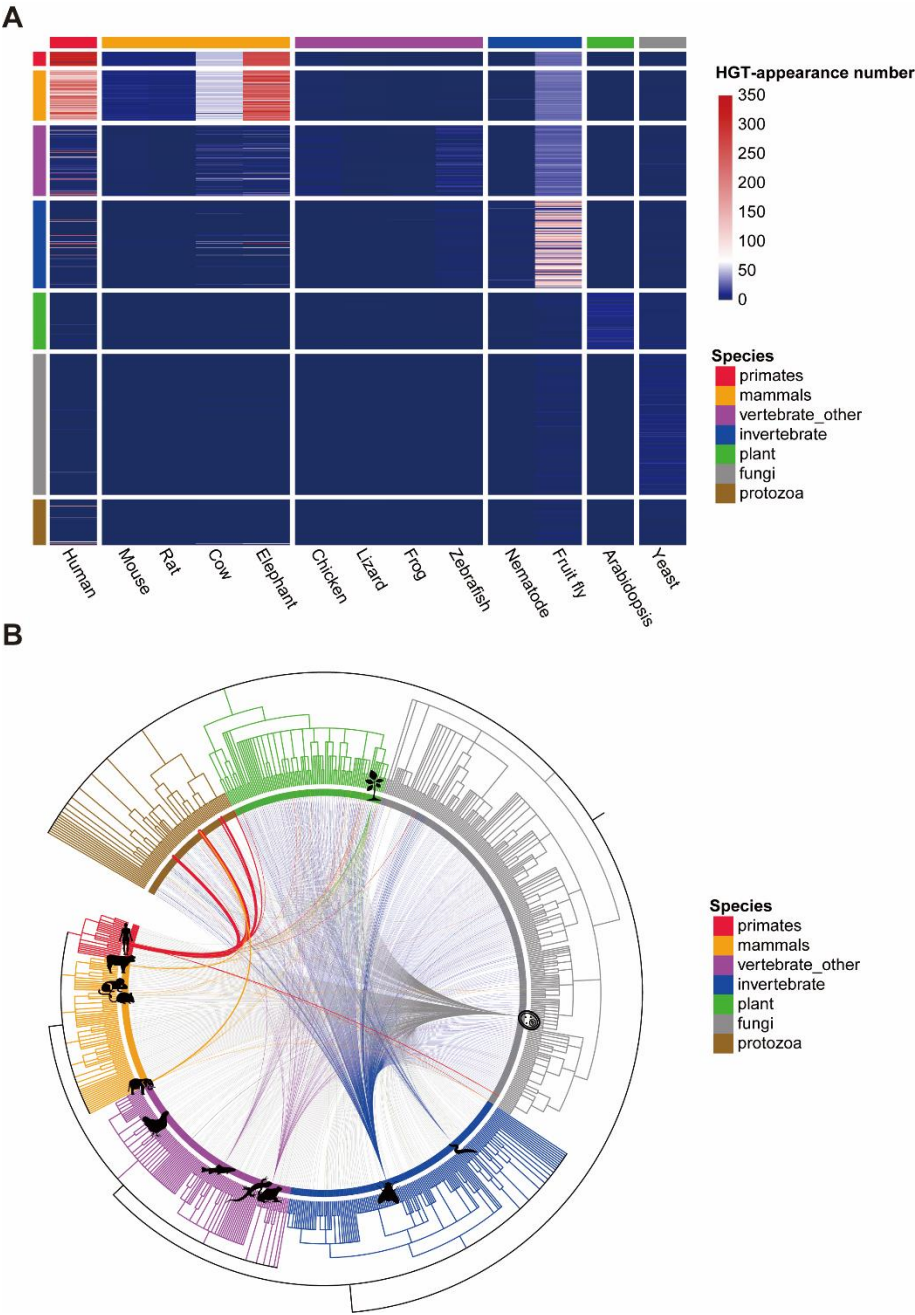 A
HGT-appearance number
350
300
250
200
150
100
50
0
Species
primates
mammals
vertebrate_other
invertebrate
plant
fungi
protozoa
Human
Mouse
Rat
Cow
Elephant
Chicken
Lizard
Frog
Zebrafish
Nematode
Fruit fly
Arabidopsis
Yeast
B
Species
primates
mammals
vertebrate_other
invertebrate
plant
fungi
protozoa